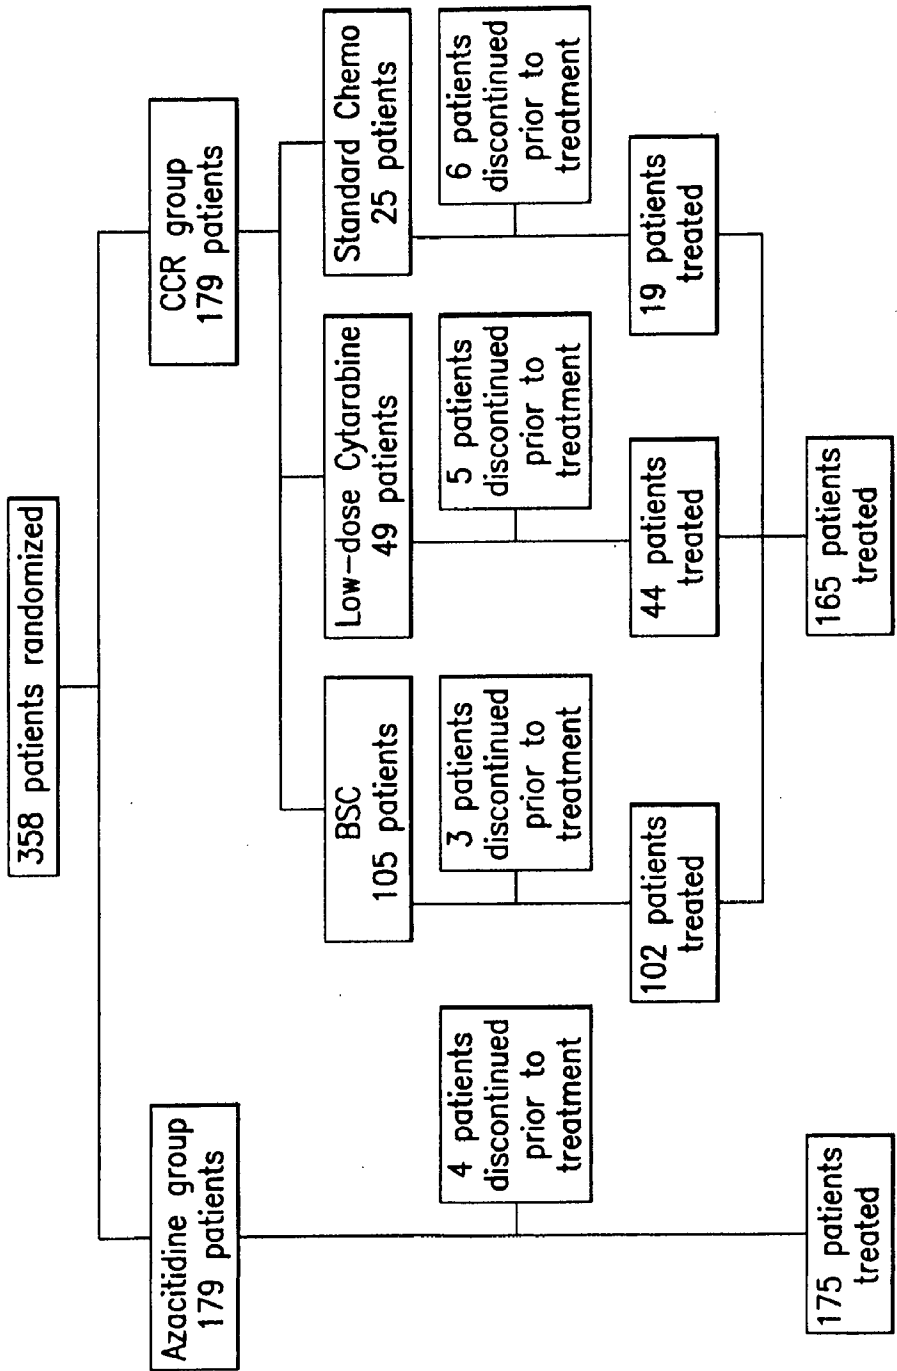 358 patients randomized
Azacitidine group
179 patients
CCR group
179 patients
BSC
105 patients
Low-dose Cytarabine
49 patients
Standard Chemo
25 patients
4 patients
discontinued
prior to
treatment
3 patients
discontinued
prior to
treatment
5 patients
discontinued
prior to
treatment
6 patients
discontinued
prior to
treatment
102 patients
treated
44 patients
treated
19 patients
treated
175 patients
treated
165 patients
treated